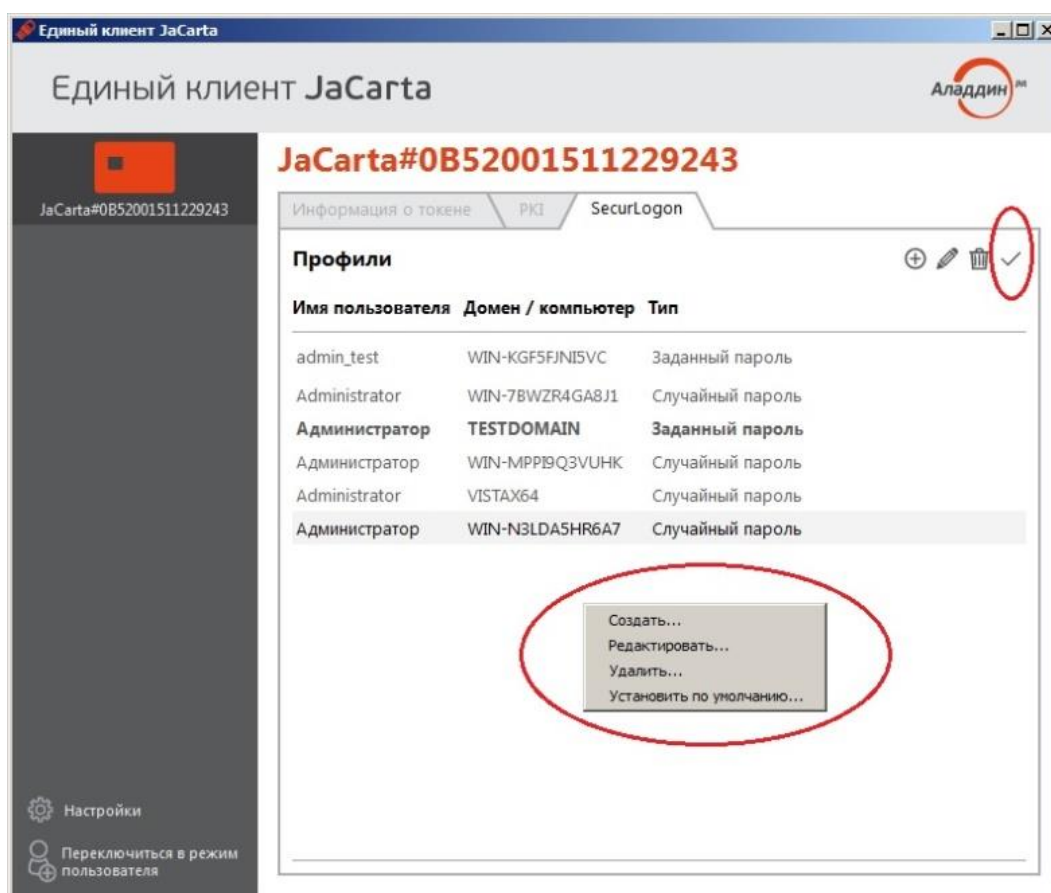 Единый клиент JaCarta
Единый клиент JaCarta
Аладдин
JaCarta#0B52001511229243
JaCarta#0B52001511229243
Информация о токене PKI SecurLogon
Профили
Имя пользователя Домен / компьютер Тип
admin_test WIN-KGF5FJNI5VC Заданный пароль
Administrator WIN-7BWZR4GA8J1 Случайный пароль
Администратор TESTDOMAIN Заданный пароль
Администратор WIN-MPPI9Q3VUHK Случайный пароль
Administrator VISTAX64 Случайный пароль
Администратор WIN-N3LDA5HR6A7 Случайный пароль
Создать...
Редактировать...
Удалить...
Установить по умолчанию...
Настройки
Переключиться в режим
пользователя